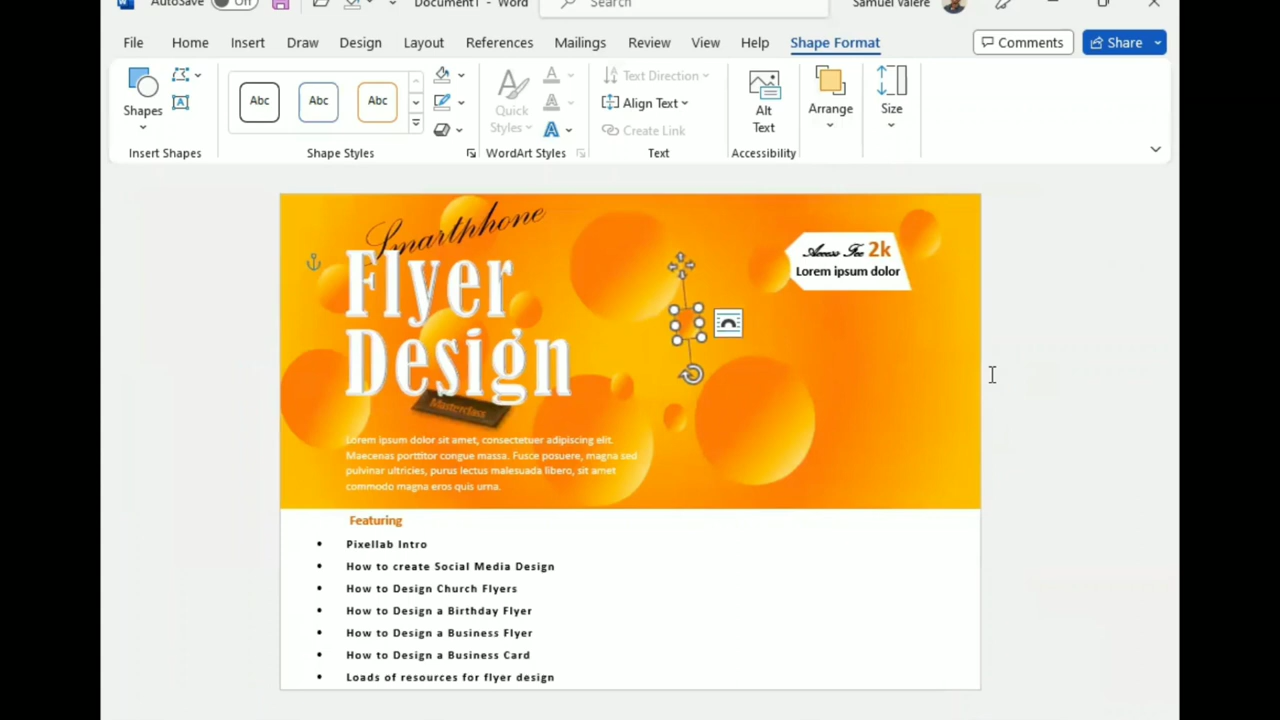 AutoSave Off Document1 - Word Search Samuel Valere
File Home Insert Draw Design Layout References Mailings Review View Help Shape Format Comments Share
Shapes
Insert Shapes
Abc Abc Abc
Shape Styles
Quick
Styles
WordArt Styles
Text Direction
Align Text
Create Link
Text
Alt
Text
Accessibility
Arrange
Size
Smartphone
Flyer
Design
Masterclass
Access Fee 2k
Lorem ipsum dolor
Lorem ipsum dolor sit amet, consectetuer adipiscing elit.
Maecenas porttitor congue massa. Fusce posuere, magna sed
pulvinar ultricies, purus lectus malesuada libero, sit amet
commodo magna eros quis urna.
Featuring
• Pixellab Intro
• How to create Social Media Design
• How to Design Church Flyers
• How to Design a Birthday Flyer
• How to Design a Business Flyer
• How to Design a Business Card
• Loads of resources for flyer design